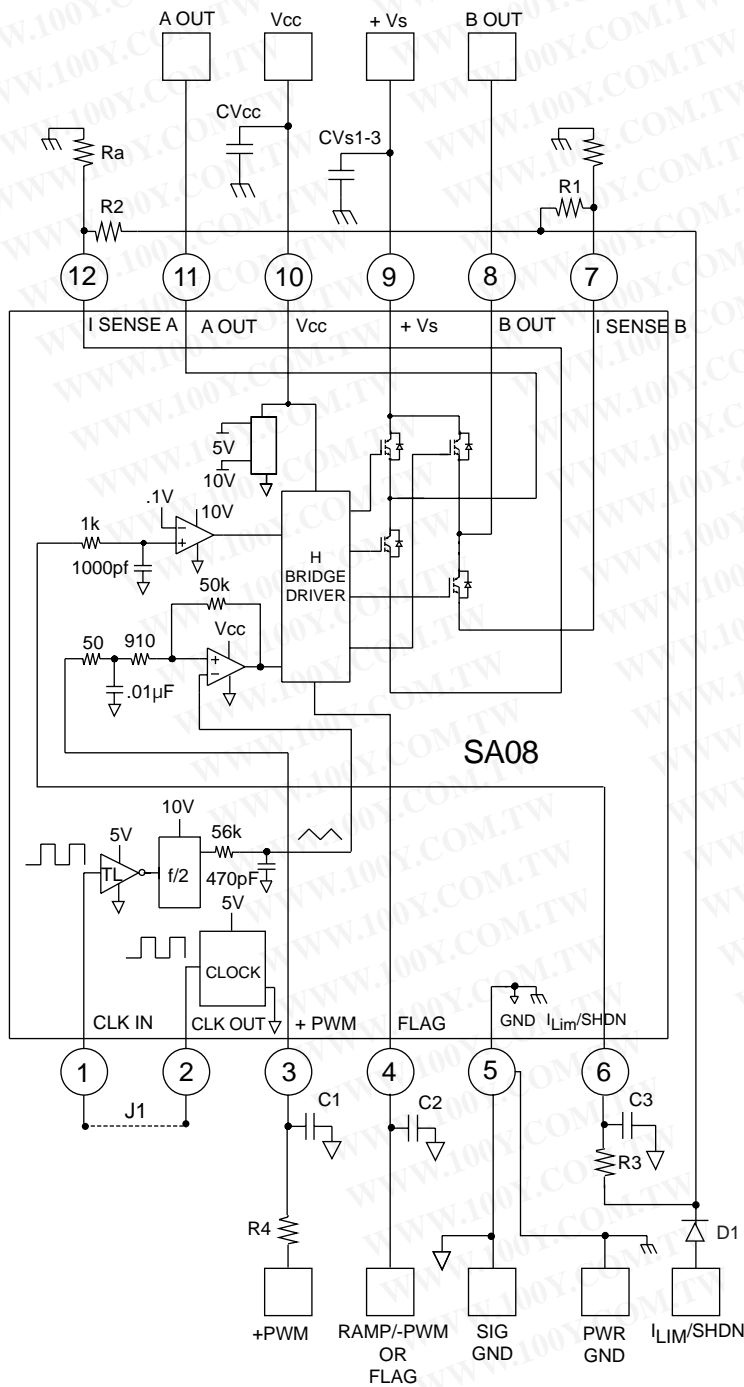 A OUT
Vcc
+ Vs
B OUT
CVcc
CVs1-3
Ra
R2
R1
12
11
10
9
8
7
I SENSE A
A OUT
Vcc
+ Vs
B OUT
I SENSE B
5V
10V
.1V
10V
1k
1000pf
H
BRIDGE
DRIVER
50k
50
910
Vcc
.01µF
SA08
10V
5V
56k
TL
f/2
470pF
5V
CLOCK
CLK IN
CLK OUT
+ PWM
FLAG
GND
ILim/SHDN
1
2
3
4
5
6
J1
C1
C2
C3
R3
R4
D1
+PWM
RAMP/-PWM
OR
FLAG
SIG
GND
PWR
GND
ILIM/SHDN
WWW.100Y.COM.TW